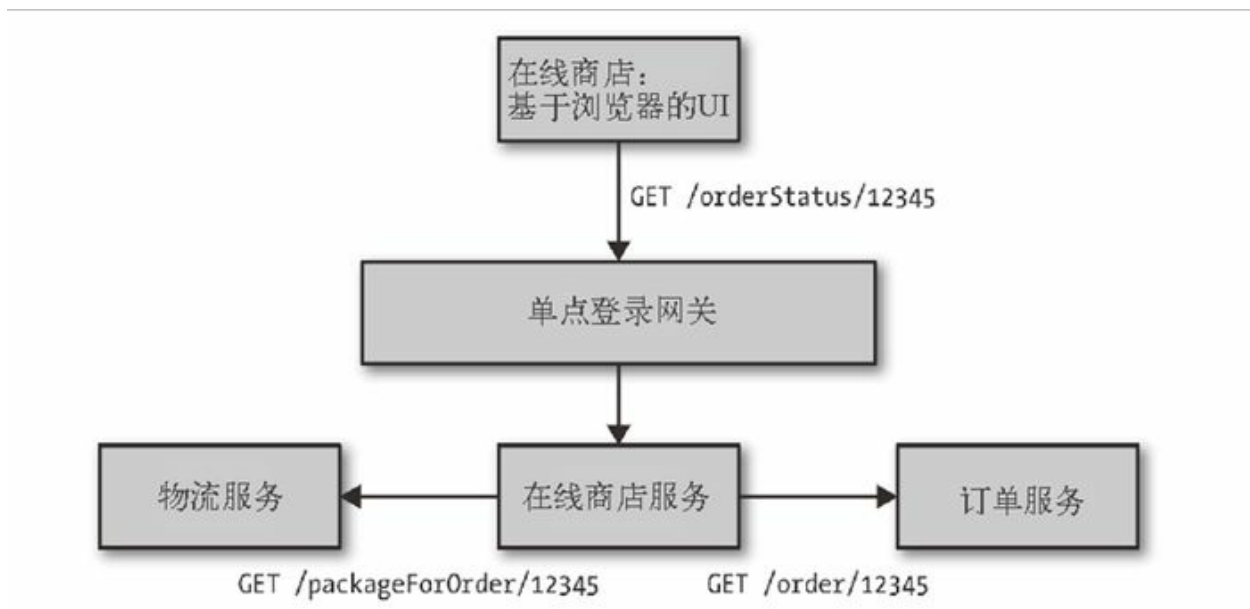 在线商店：
基于浏览器的UI
GET /orderStatus/12345
单点登录网关
物流服务
在线商店服务
订单服务
GET /packageForOrder/12345
GET /order/12345